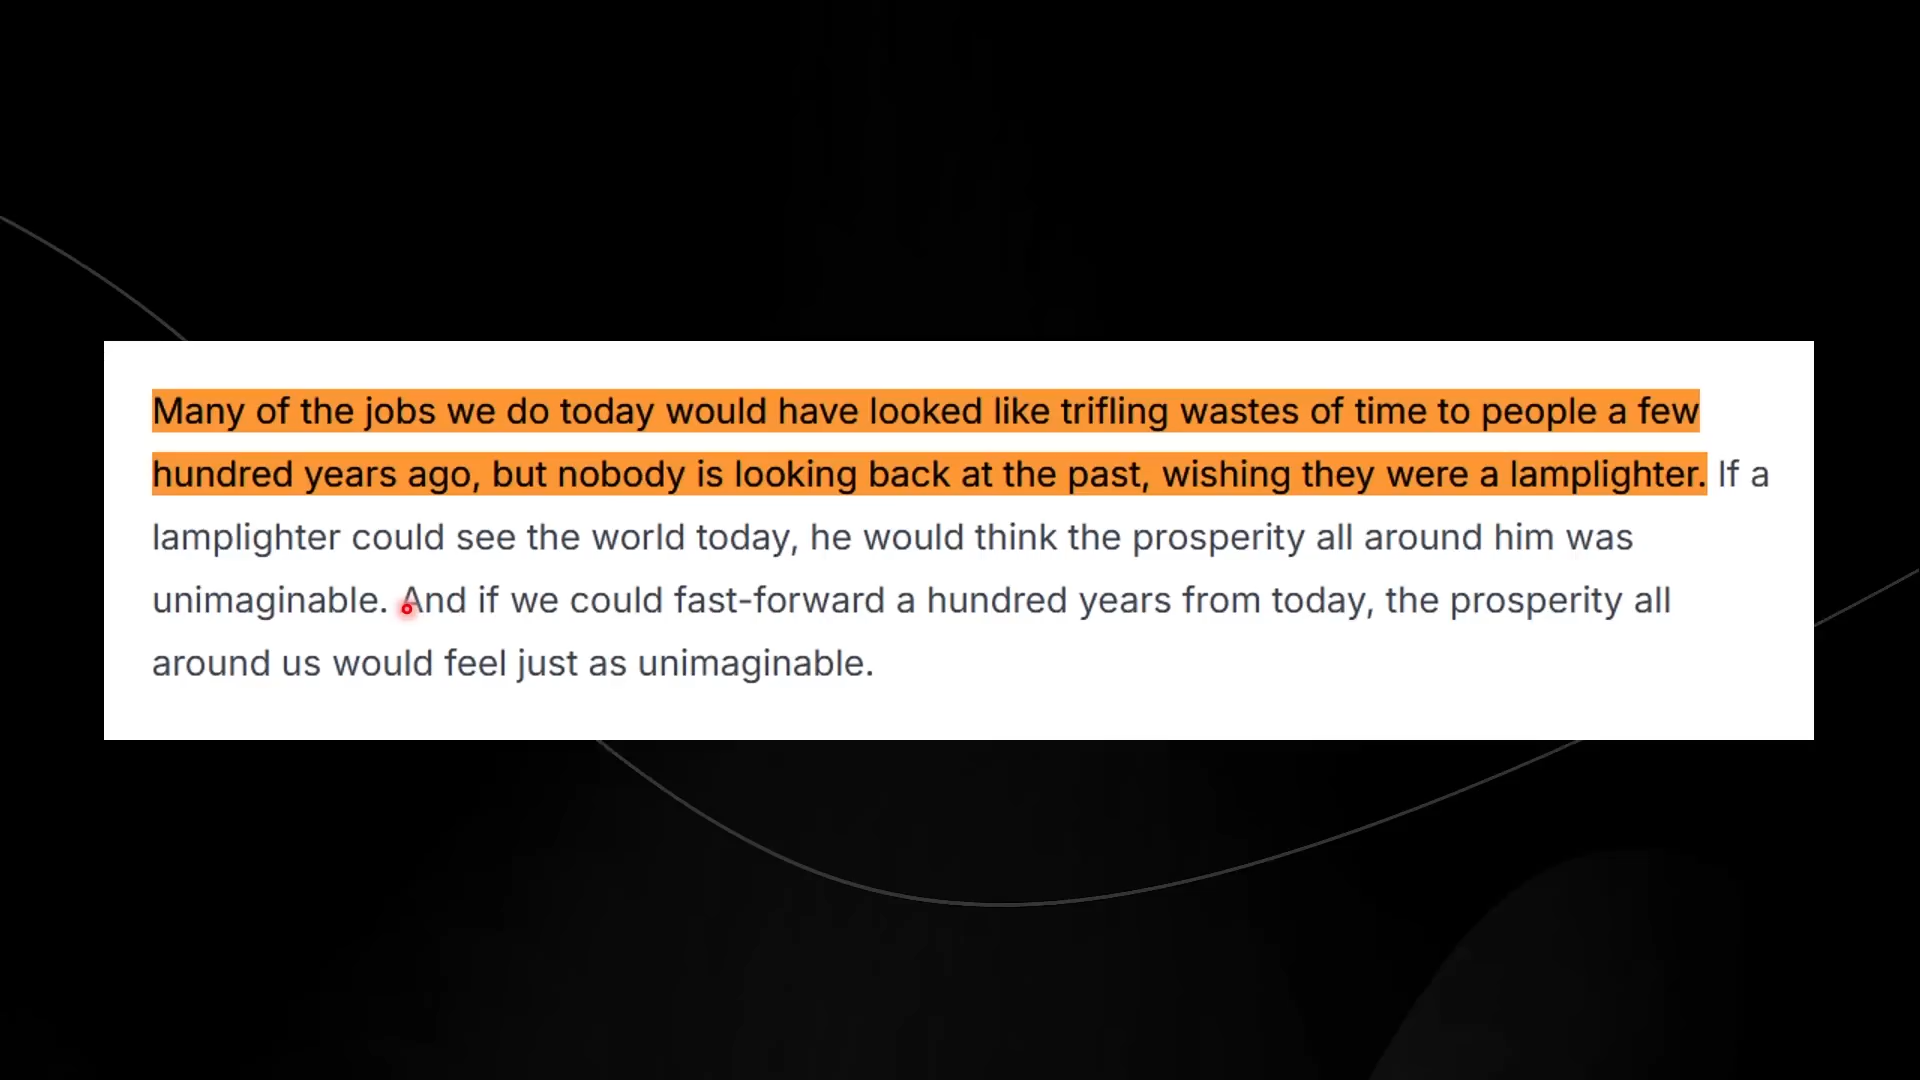 Many of the jobs we do today would have looked like trifling wastes of time to people a few
hundred years ago, but nobody is looking back at the past, wishing they were a lamplighter. If a
lamplighter could see the world today, he would think the prosperity all around him was
unimaginable. And if we could fast-forward a hundred years from today, the prosperity all
around us would feel just as unimaginable.